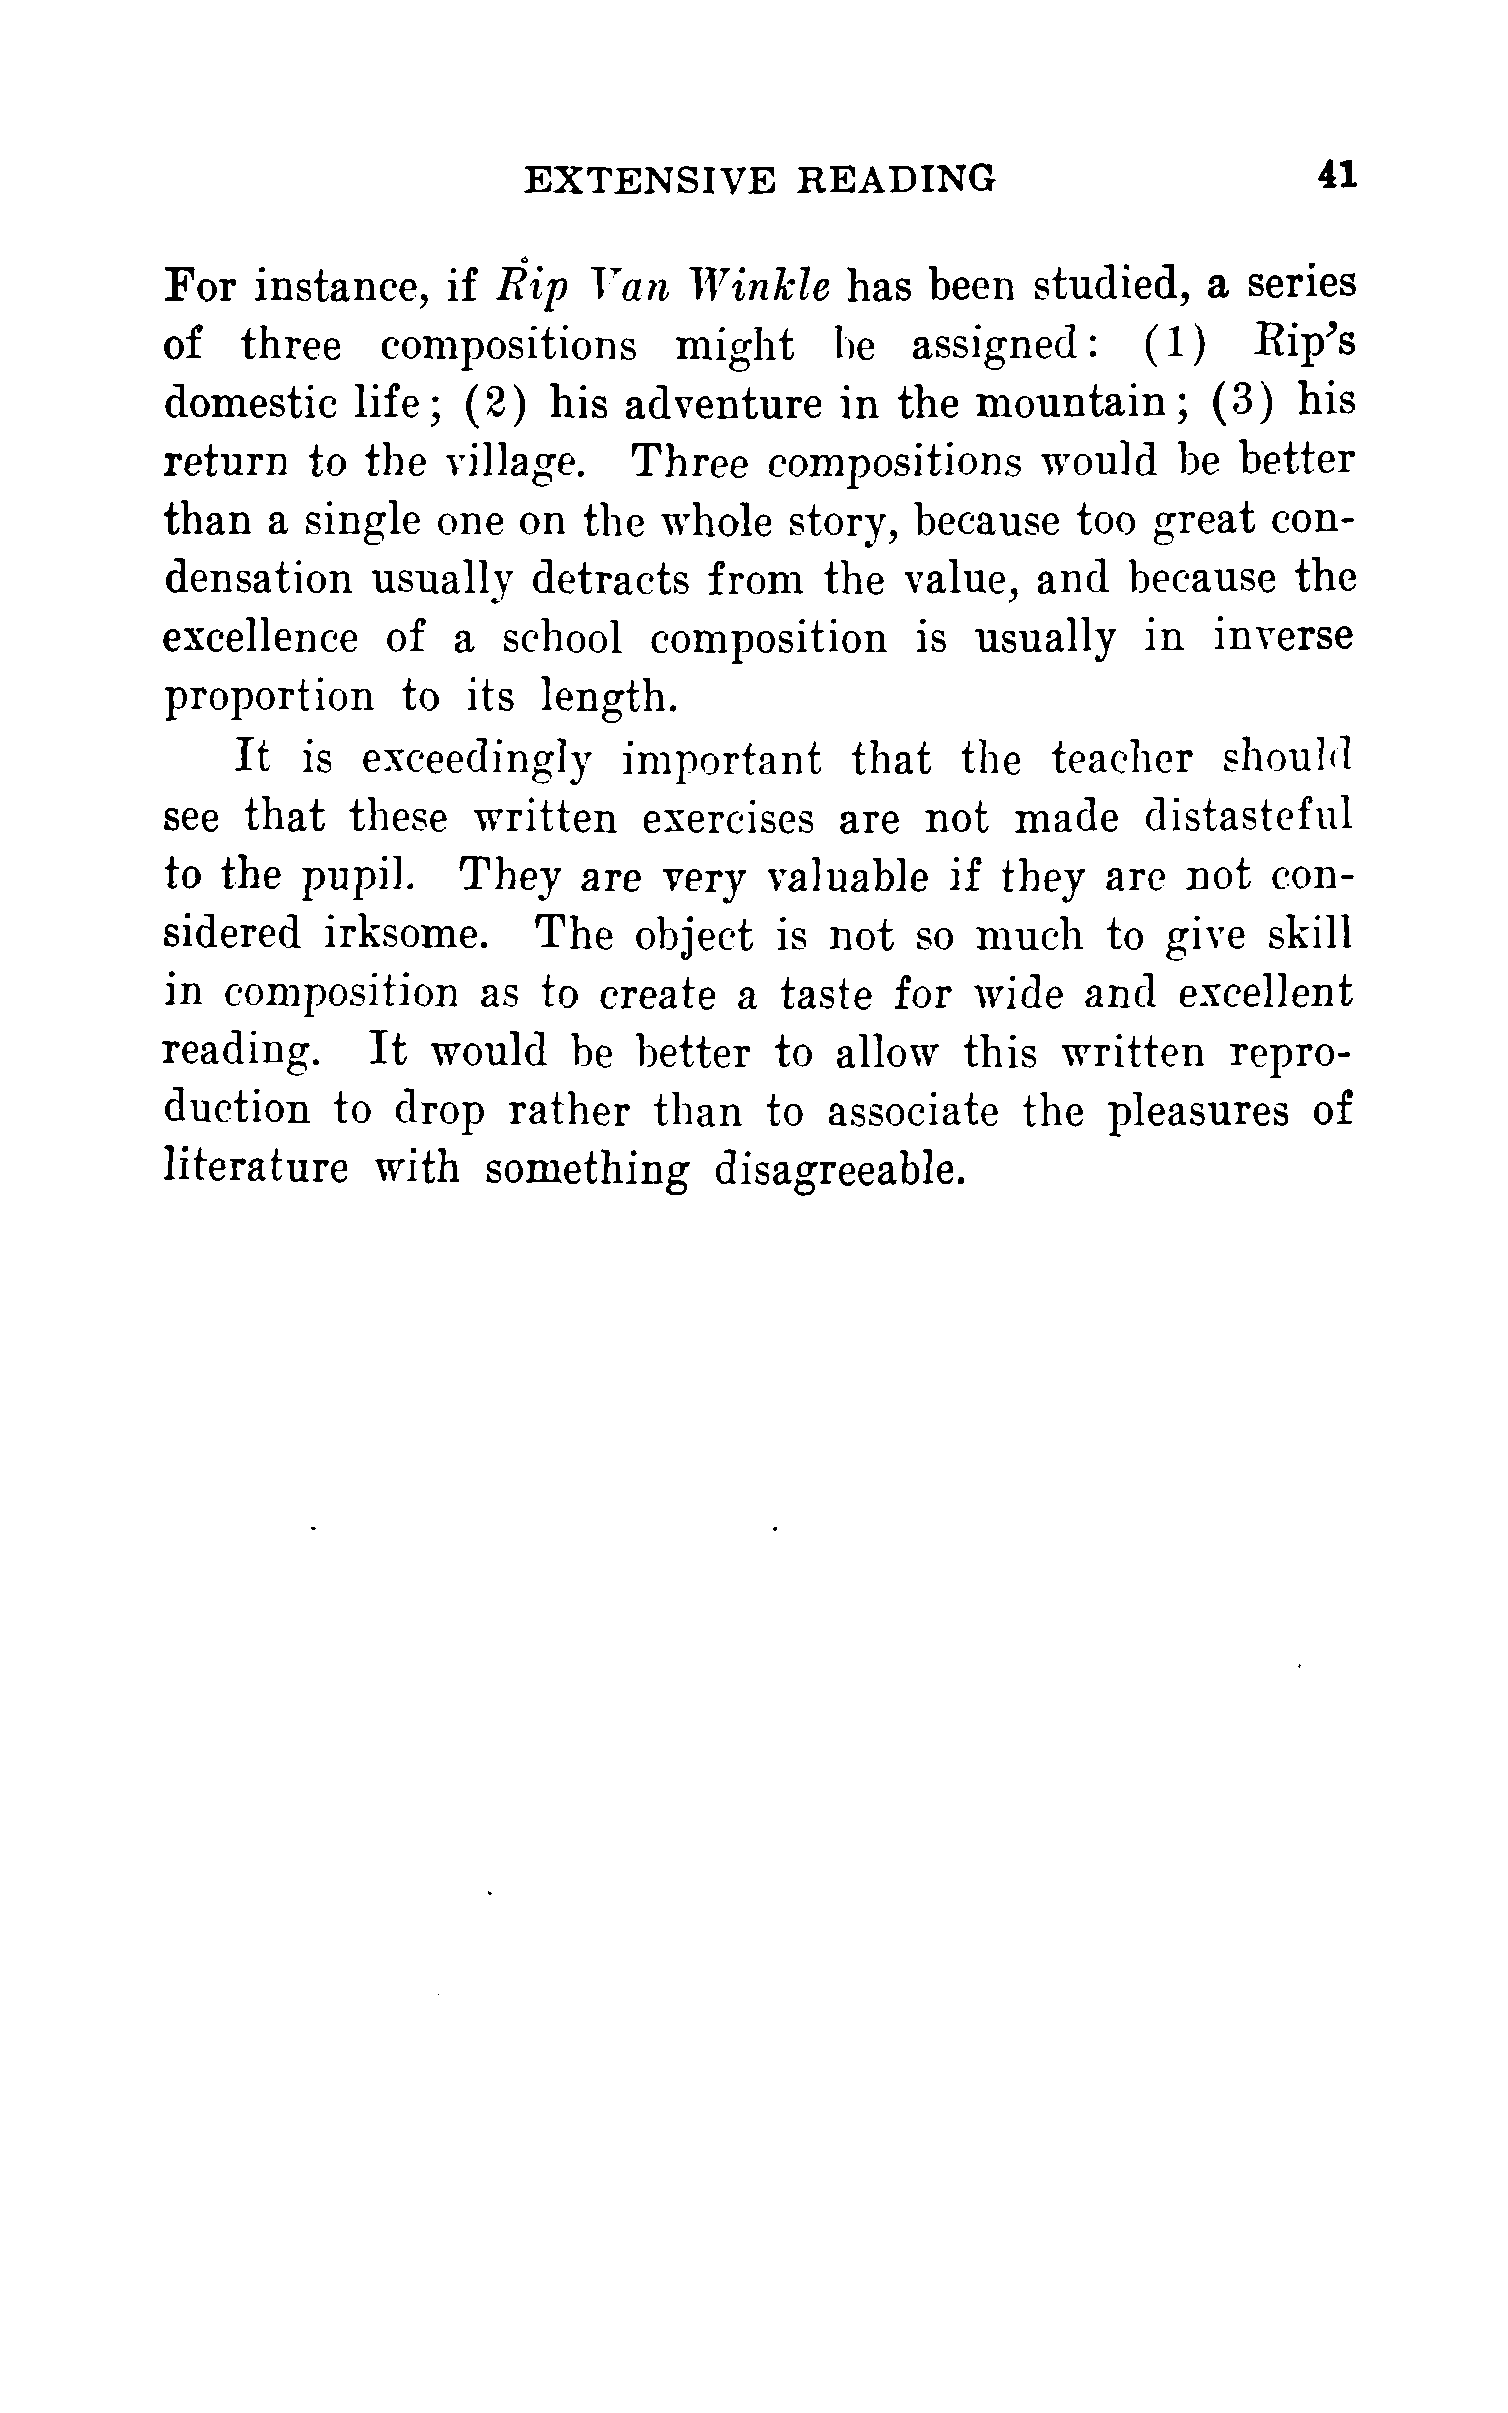 EXTENSIVE READING 41
For instance, if Rip Van Winkle has been studied, a series
of three compositions might be assigned: (1) Rip's
domestic life; (2) his adventure in the mountain; (3) his
return to the village. Three compositions would be better
than a single one on the whole story, because too great con-
densation usually detracts from the value, and because the
excellence of a school composition is usually in inverse
proportion to its length.
It is exceedingly important that the teacher should
see that these written exercises are not made distasteful
to the pupil. They are very valuable if they are not con-
sidered irksome. The object is not so much to give skill
in composition as to create a taste for wide and excellent
reading. It would be better to allow this written repro-
duction to drop rather than to associate the pleasures of
literature with something disagreeable.